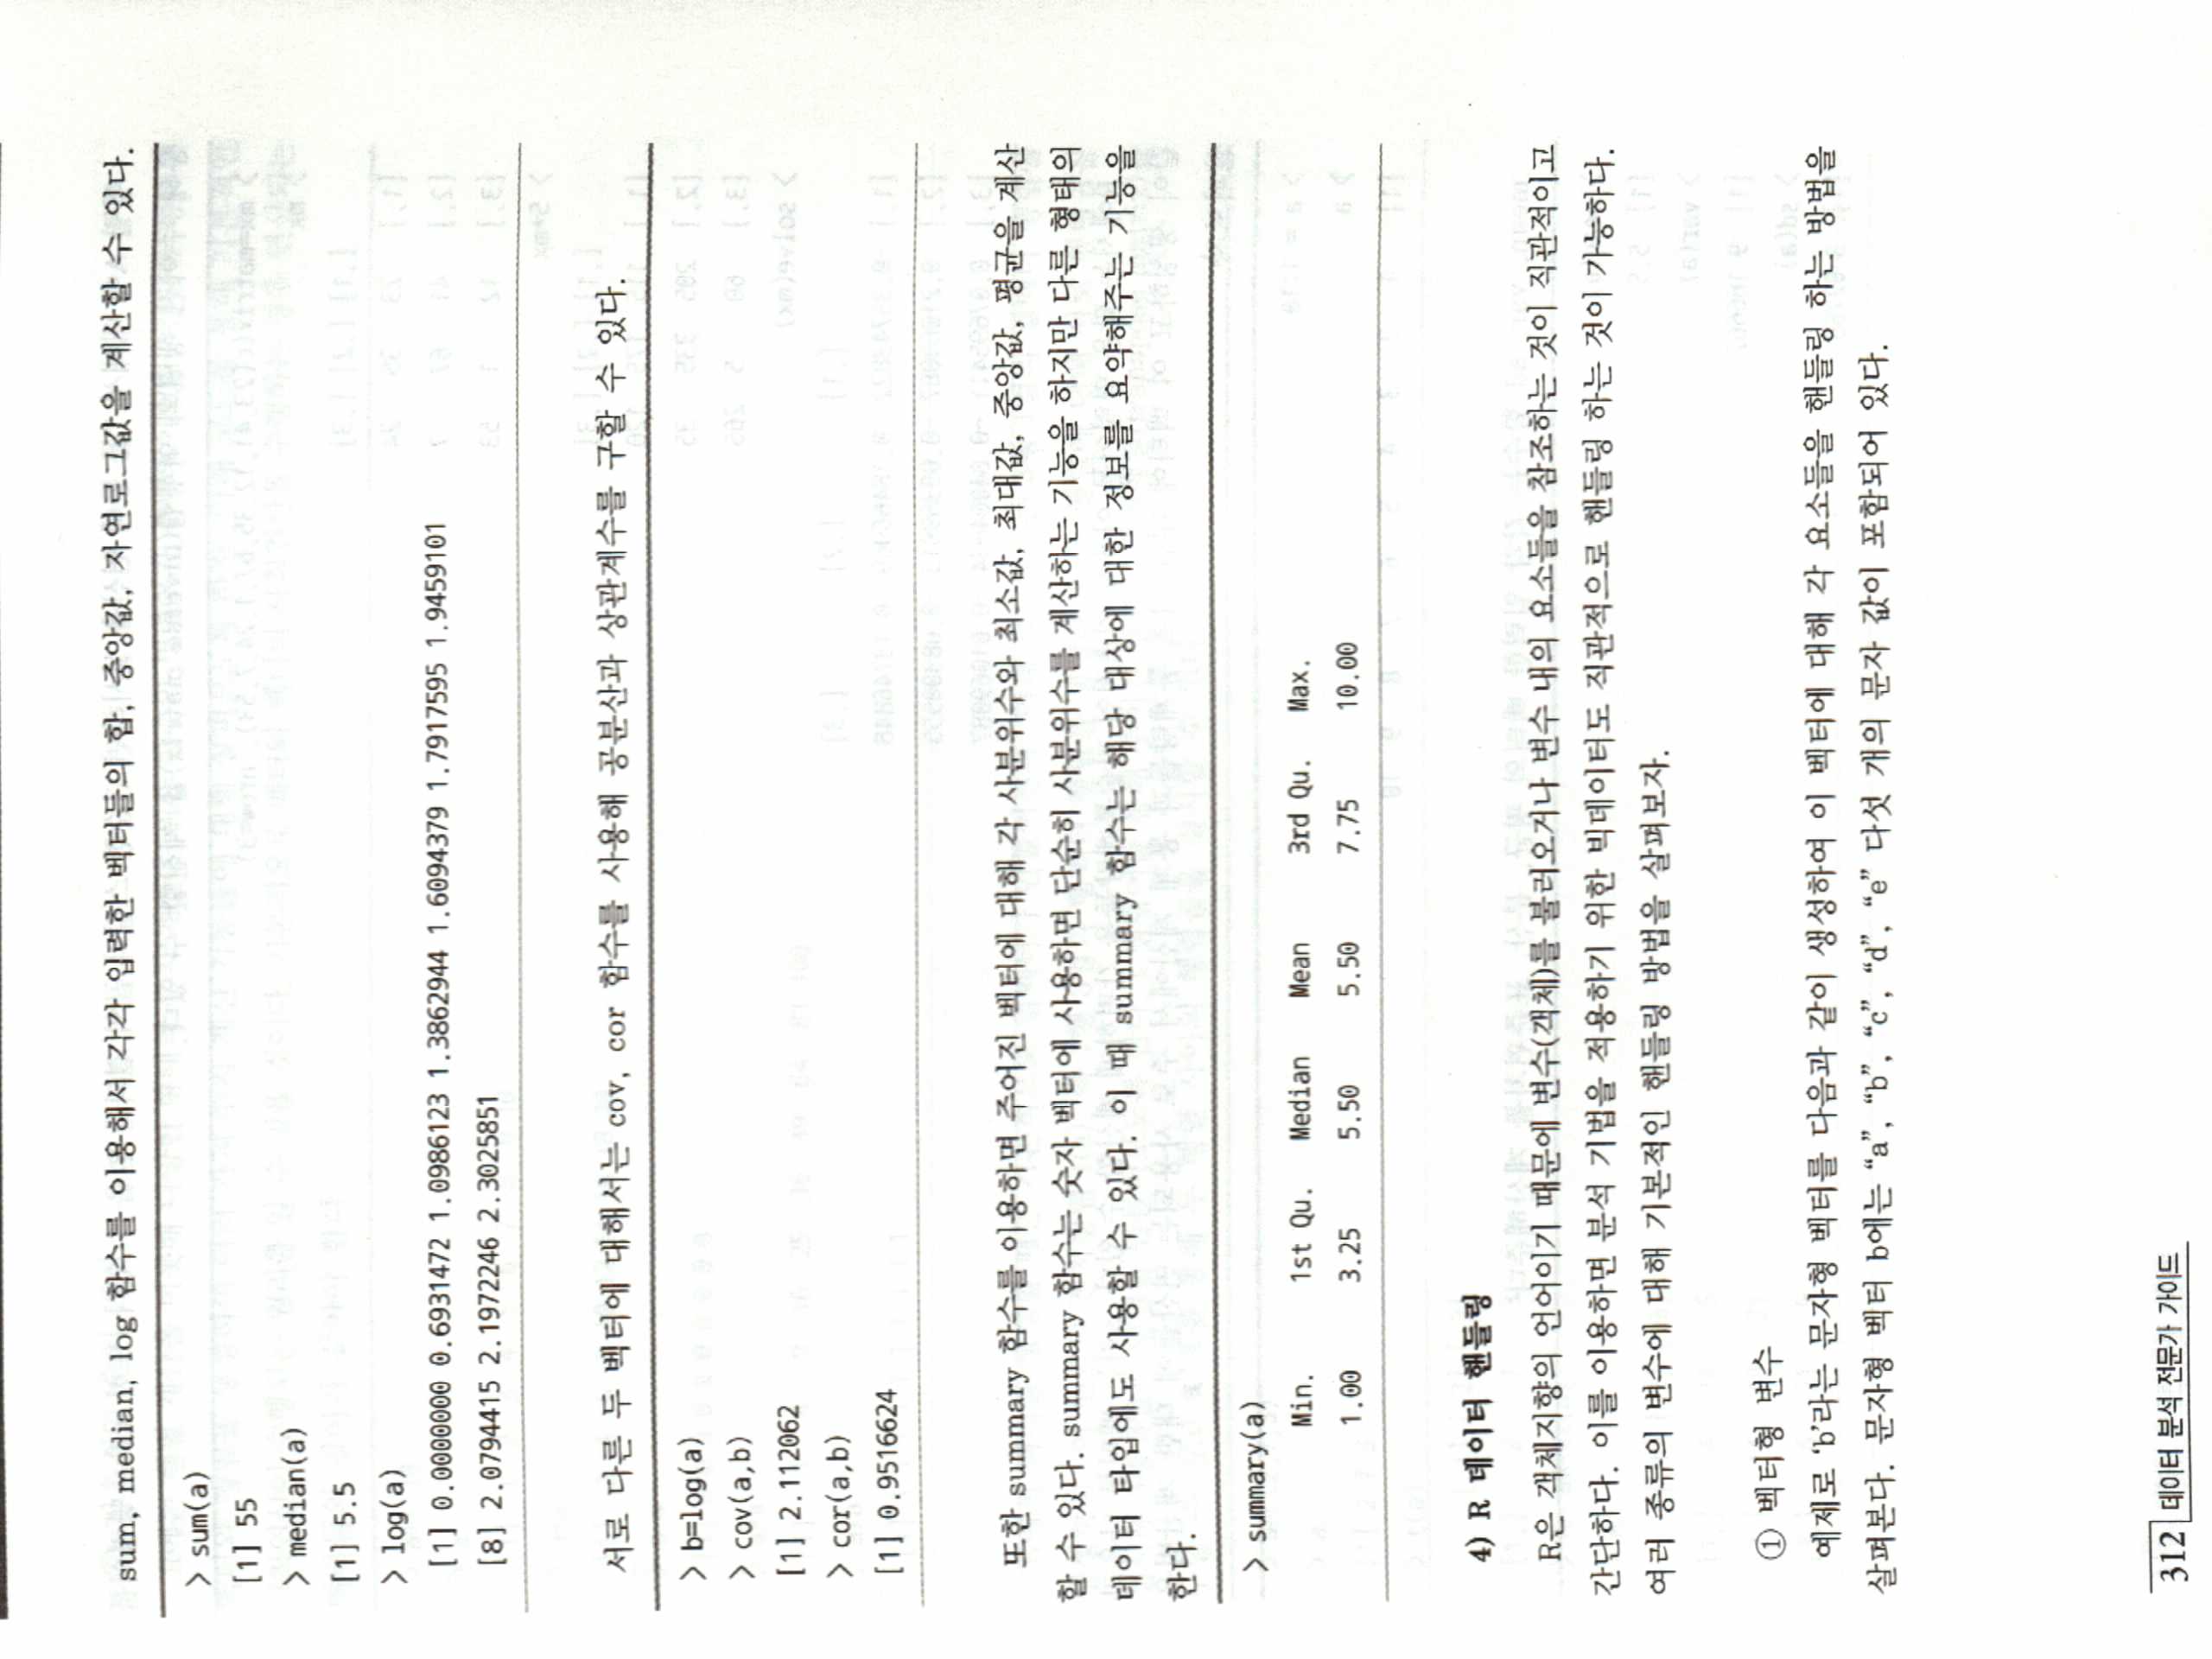 sum, median, log 함수를 이용해서 각각 입력한 벡터들의 합, 중앙값, 자연로그값을 계산할 수 있다.
> sum(a)
[1] 55
> median(a)
[1] 5.5
> log(a)
[1] 0.0000000 0.6931472 1.0986123 1.3862944 1.6094379 1.7917595 1.9459101
[8] 2.0794415 2.1972246 2.3025851
서로 다른 두 벡터에 대해서는 cov, cor 함수를 사용해 공분산과 상관계수를 구할 수 있다.
> b=log(a)
> cov(a,b)
[1] 2.112062
> cor(a,b)
[1] 0.9516624
또한 summary 함수를 이용하면 주어진 벡터에 대해 각 사분위수와 최소값, 최대값, 중앙값, 평균을 계산
할 수 있다. summary 함수는 숫자 벡터에 사용하면 단순히 사분위수를 계산하는 기능을 하지만 다른 형태의
데이터 타입에도 사용할 수 있다. 이 때 summary 함수는 해당 대상에 대한 정보를 요약해주는 기능을
한다.
> summary(a)
Min. 1st Qu. Median Mean 3rd Qu. Max.
1.00 3.25 5.50 5.50 7.75 10.00
4) R 데이터 핸들링
R은 객체지향의 언어이기 때문에 변수(객체)를 불러오거나 변수 내의 요소들을 참조하는 것이 직관적이고
간단하다. 이를 이용하면 분석 기법을 적용하기 위한 빅데이터도 직관적으로 핸들링 하는 것이 가능하다.
여러 종류의 변수에 대해 기본적인 핸들링 방법을 살펴보자.
① 벡터형 변수
예제로 ‘b’라는 문자형 벡터를 다음과 같이 생성하여 이 벡터에 대해 각 요소들을 핸들링 하는 방법을
살펴본다. 문자형 벡터 b에는 “a”, “b”, “c”, “d”, “e” 다섯 개의 문자 값이 포함되어 있다.
312 데이터 분석 전문가 가이드